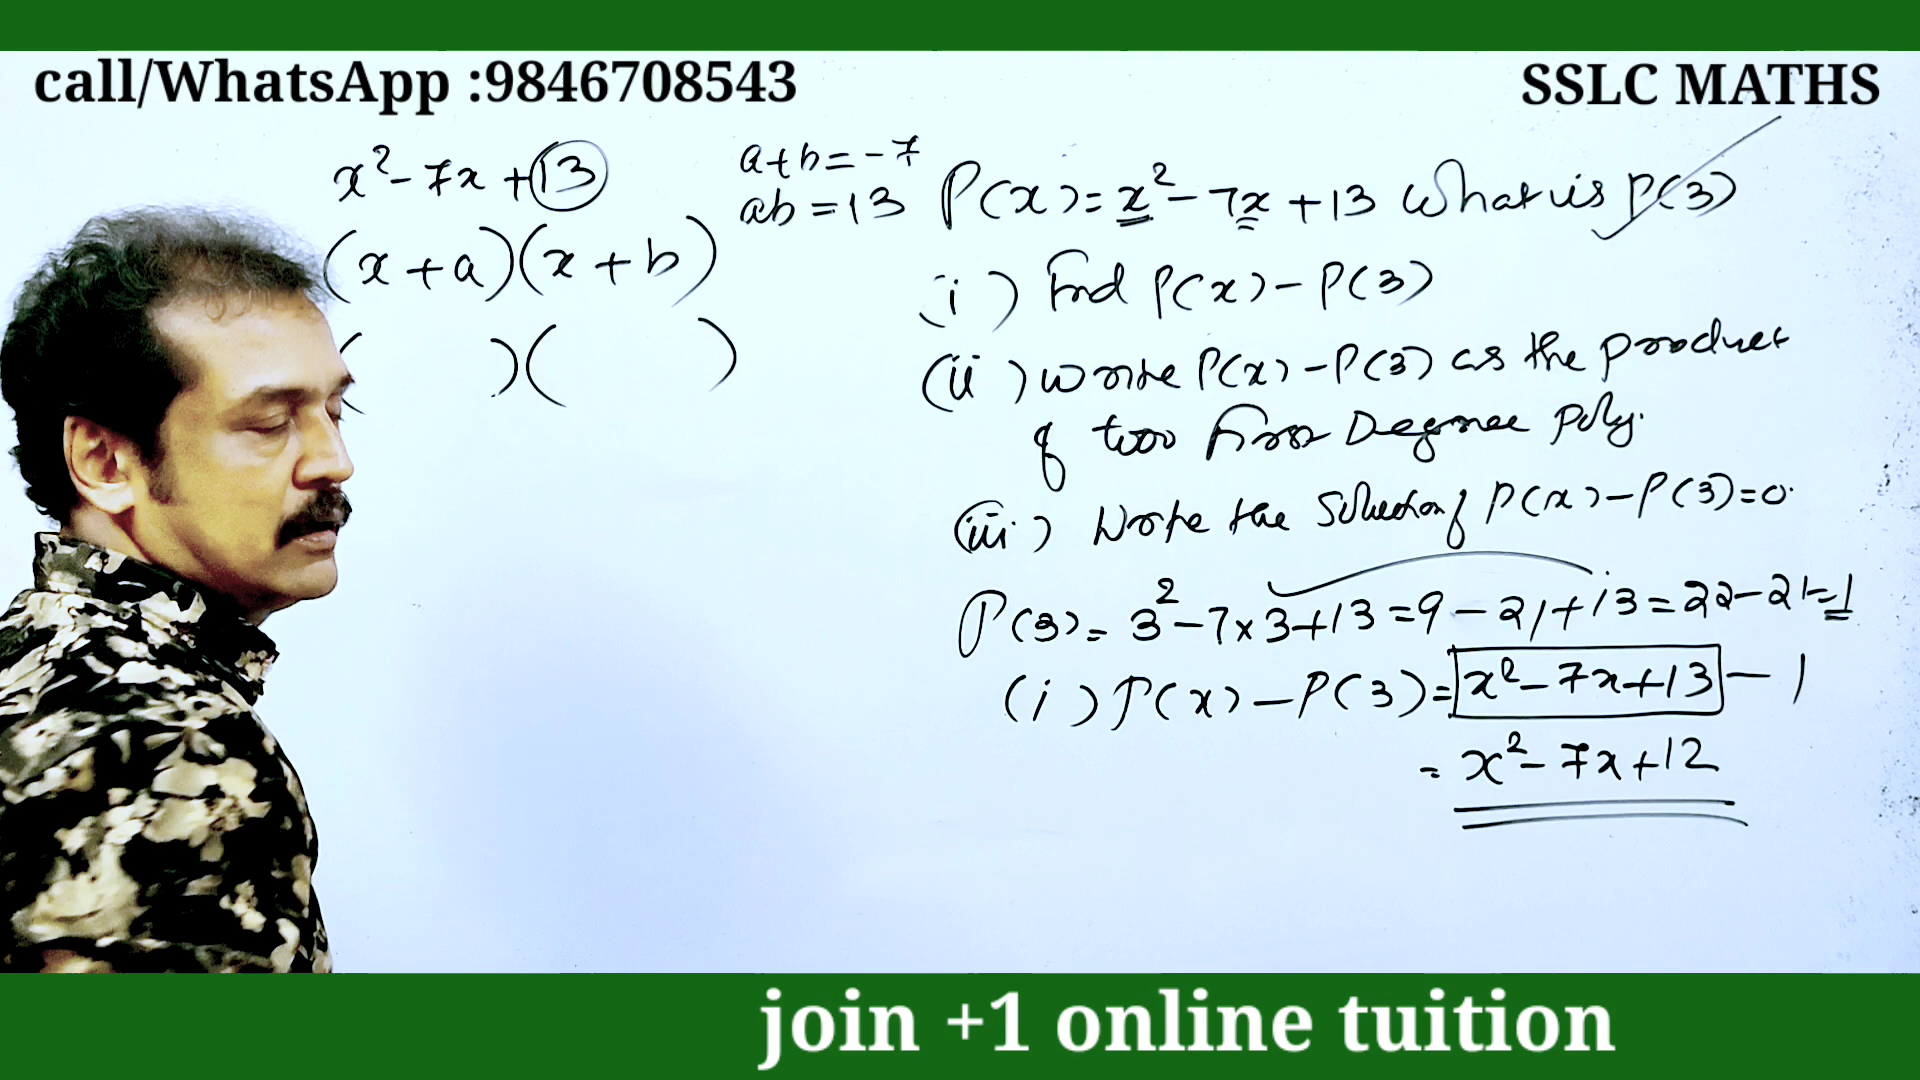 call/WhatsApp :9846708543
SSLC MATHS
x² - 7x + 13
(x + a)(x + b)
( )( )
a+b = -7
ab = 13
P(x) = x² - 7x + 13 What is P(3)
(i) Find P(x) - P(3)
(ii) write P(x) - P(3) as the product
of two First Degree poly.
(iii) Write the Solution of P(x) - P(3) = 0.
P(3) = 3² - 7 x 3 + 13 = 9 - 21 + 13 = 22 - 21 = 1
(i) P(x) - P(3) = x² - 7x + 13 - 1
= x² - 7x + 12
join +1 online tuition